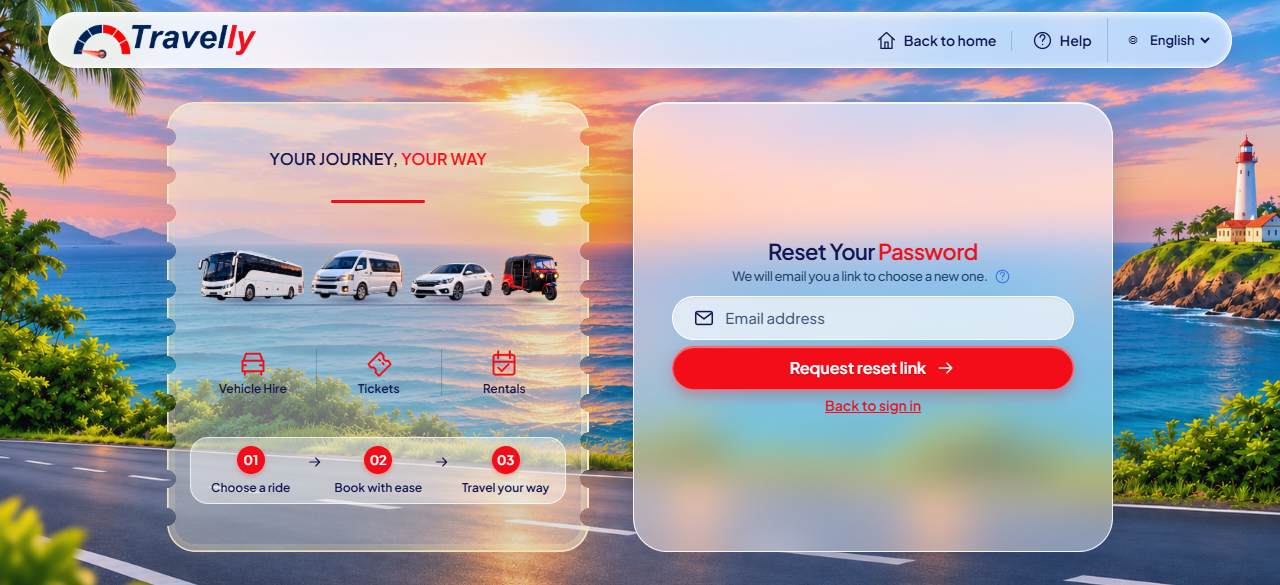 Travelly
Back to home
Help
English
YOUR JOURNEY, YOUR WAY
Vehicle Hire
Tickets
Rentals
01
02
03
Choose a ride
Book with ease
Travel your way
Reset Your Password
We will email you a link to choose a new one.
Email address
Request reset link
Back to sign in